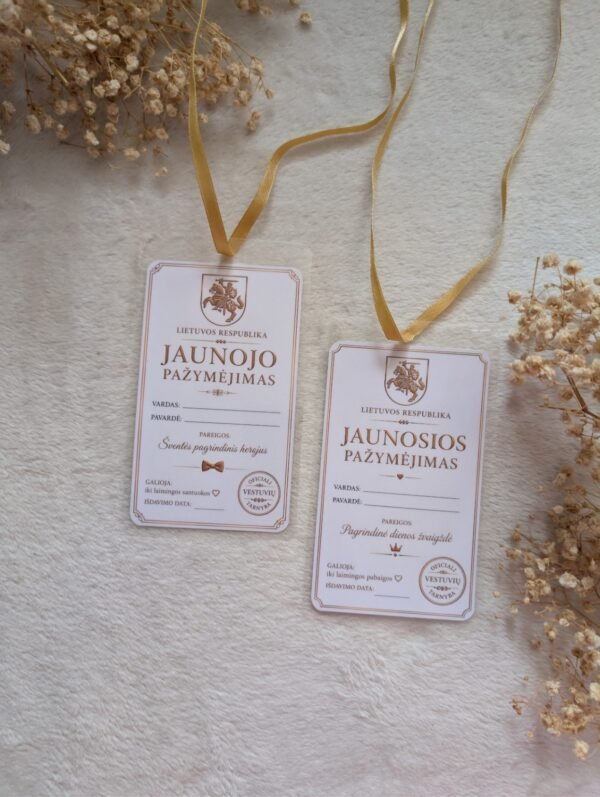 LIETUVOS RESPUBLIKA
JAUNOJO
PAŽYMĖJIMAS
VARDAS:
PAVARDĖ:
PAREIGOS:
Šventės pagrindinis herojus
GALIOJA:
iki laimingos santuokos ♡
IŠDAVIMO DATA:
OFICIALI
VESTUVIŲ
TARNYBA
LIETUVOS RESPUBLIKA
JAUNOSIOS
PAŽYMĖJIMAS
VARDAS:
PAVARDĖ:
PAREIGOS:
Pagrindinė dienos žvaigždė
GALIOJA:
iki laimingos pabaigos ♡
IŠDAVIMO DATA:
OFICIALI
VESTUVIŲ
TARNYBA